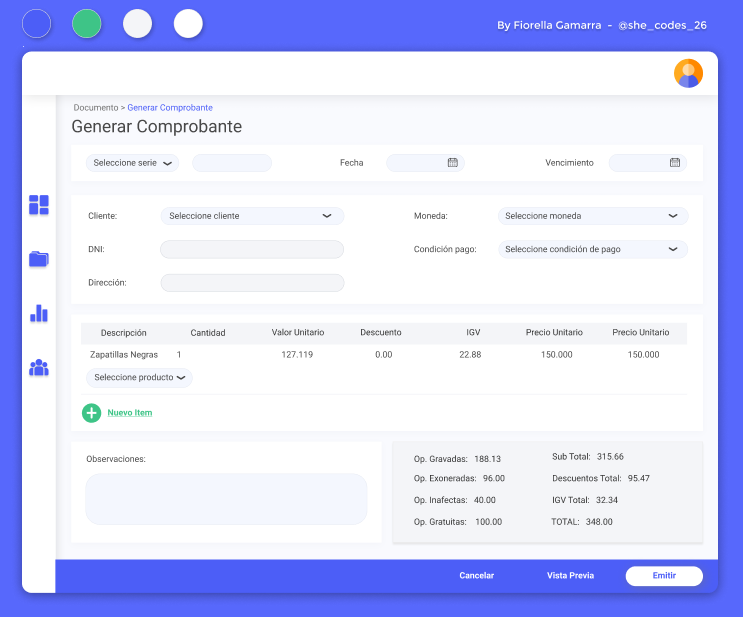 By Fiorella Gamarra - @she_codes_26
Documento > Generar Comprobante
Generar Comprobante
Seleccione serie Fecha Vencimiento
Cliente: Seleccione cliente Moneda: Seleccione moneda
DNI: Condición pago: Seleccione condición de pago
Dirección:
Descripción Cantidad Valor Unitario Descuento IGV Precio Unitario Precio Unitario
Zapatillas Negras 1 127.119 0.00 22.88 150.000 150.000
Seleccione producto
Nuevo Item
Observaciones:
Op. Gravadas: 188.13 Sub Total: 315.66
Op. Exoneradas: 96.00 Descuentos Total: 95.47
Op. Inafectas: 40.00 IGV Total: 32.34
Op. Gratuitas: 100.00 TOTAL: 348.00
Cancelar Vista Previa Emitir